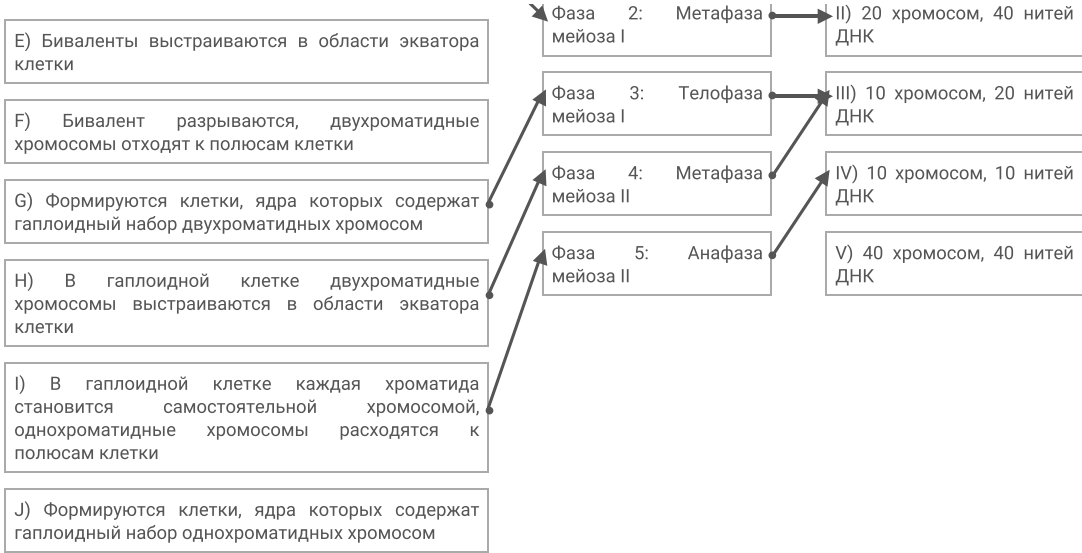 E) Биваленты выстраиваются в области экватора
клетки
F) Бивалент разрываются, двухроматидные
хромосомы отходят к полюсам клетки
G) Формируются клетки, ядра которых содержат
гаплоидный набор двухроматидных хромосом
H) В гаплоидной клетке двухроматидные
хромосомы выстраиваются в области экватора
клетки
I) В гаплоидной клетке каждая хроматида
становится самостоятельной хромосомой,
однохроматидные хромосомы расходятся к
полюсам клетки
J) Формируются клетки, ядра которых содержат
гаплоидный набор однохроматидных хромосом
Фаза 2: Метафаза
мейоза I
Фаза 3: Телофаза
мейоза I
Фаза 4: Метафаза
мейоза II
Фаза 5: Анафаза
мейоза II
II) 20 хромосом, 40 нитей
ДНК
III) 10 хромосом, 20 нитей
ДНК
IV) 10 хромосом, 10 нитей
ДНК
V) 40 хромосом, 40 нитей
ДНК